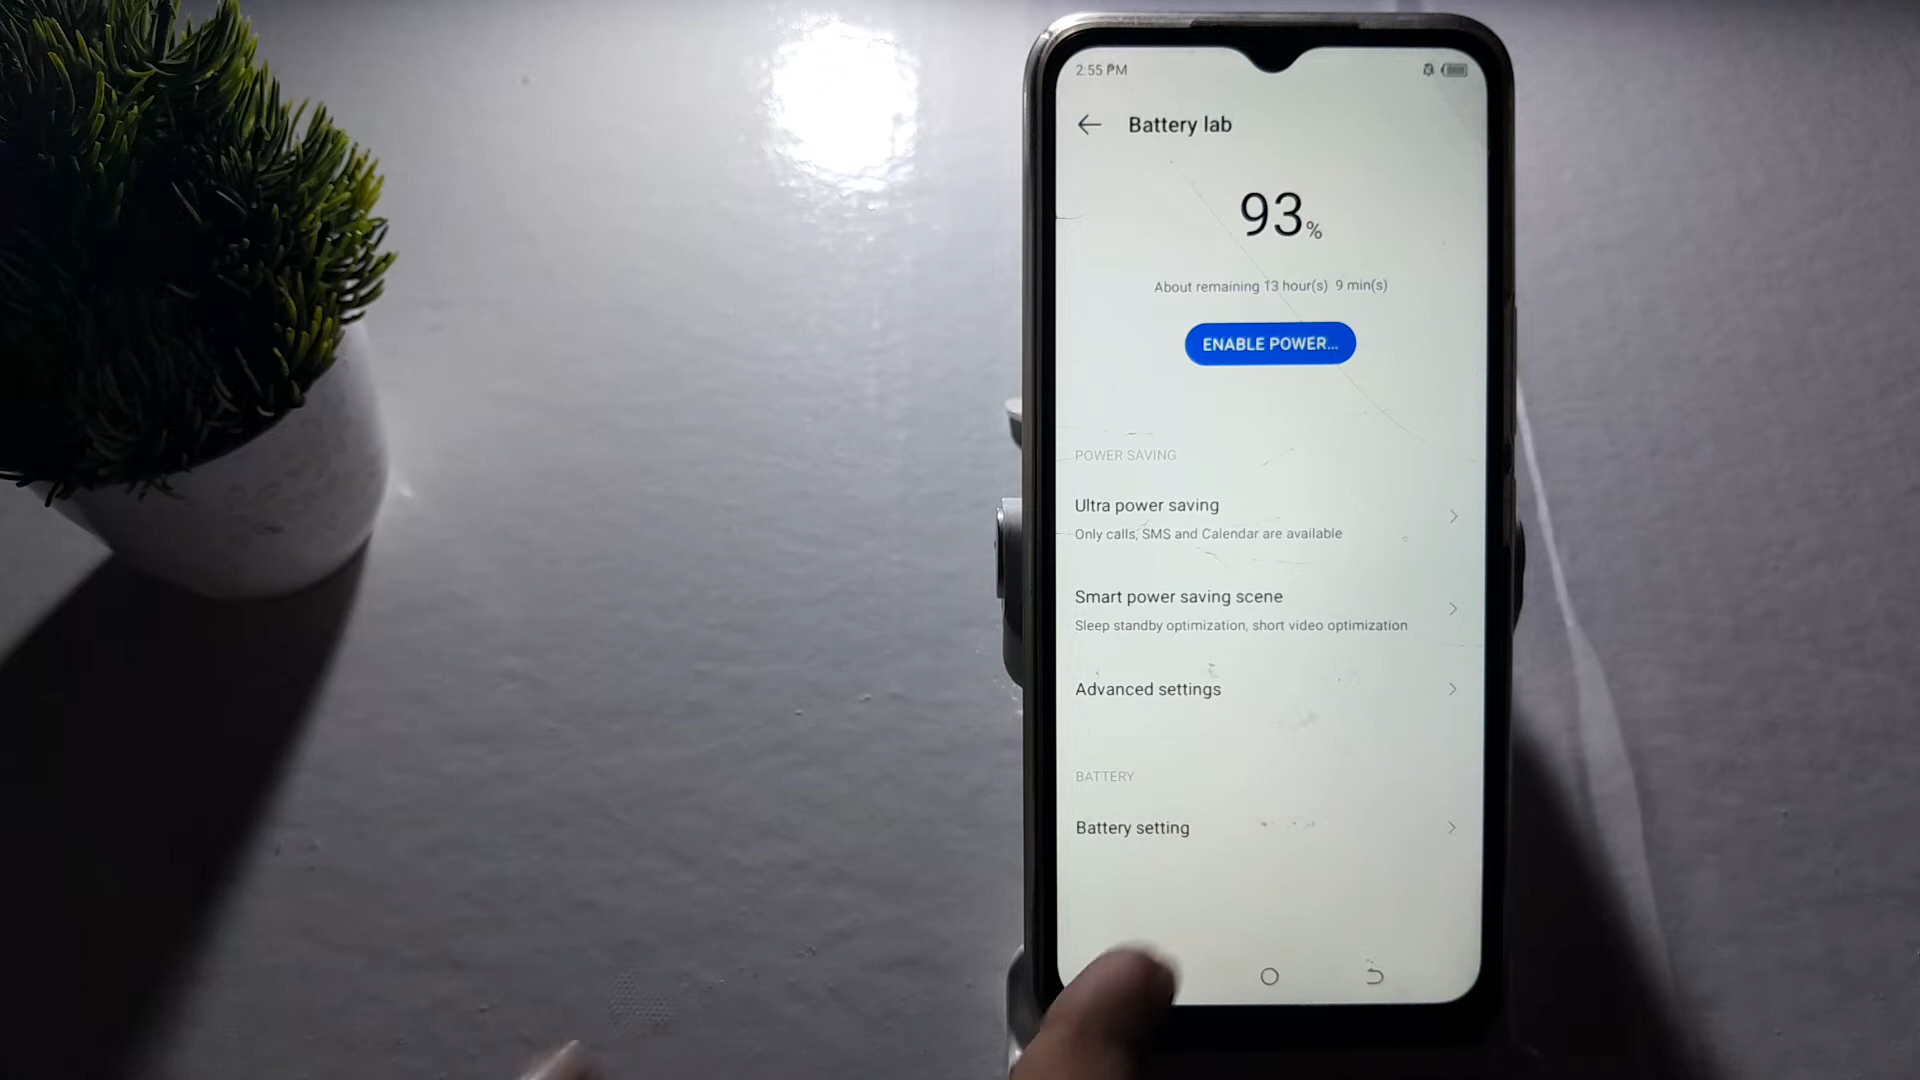 2:55 PM
Battery lab
93%
About remaining 13 hour(s) 9 min(s)
ENABLE POWER...
POWER SAVING
Ultra power saving
Only calls, SMS and Calendar are available
Smart power saving scene
Sleep standby optimization, short video optimization
Advanced settings
BATTERY
Battery setting